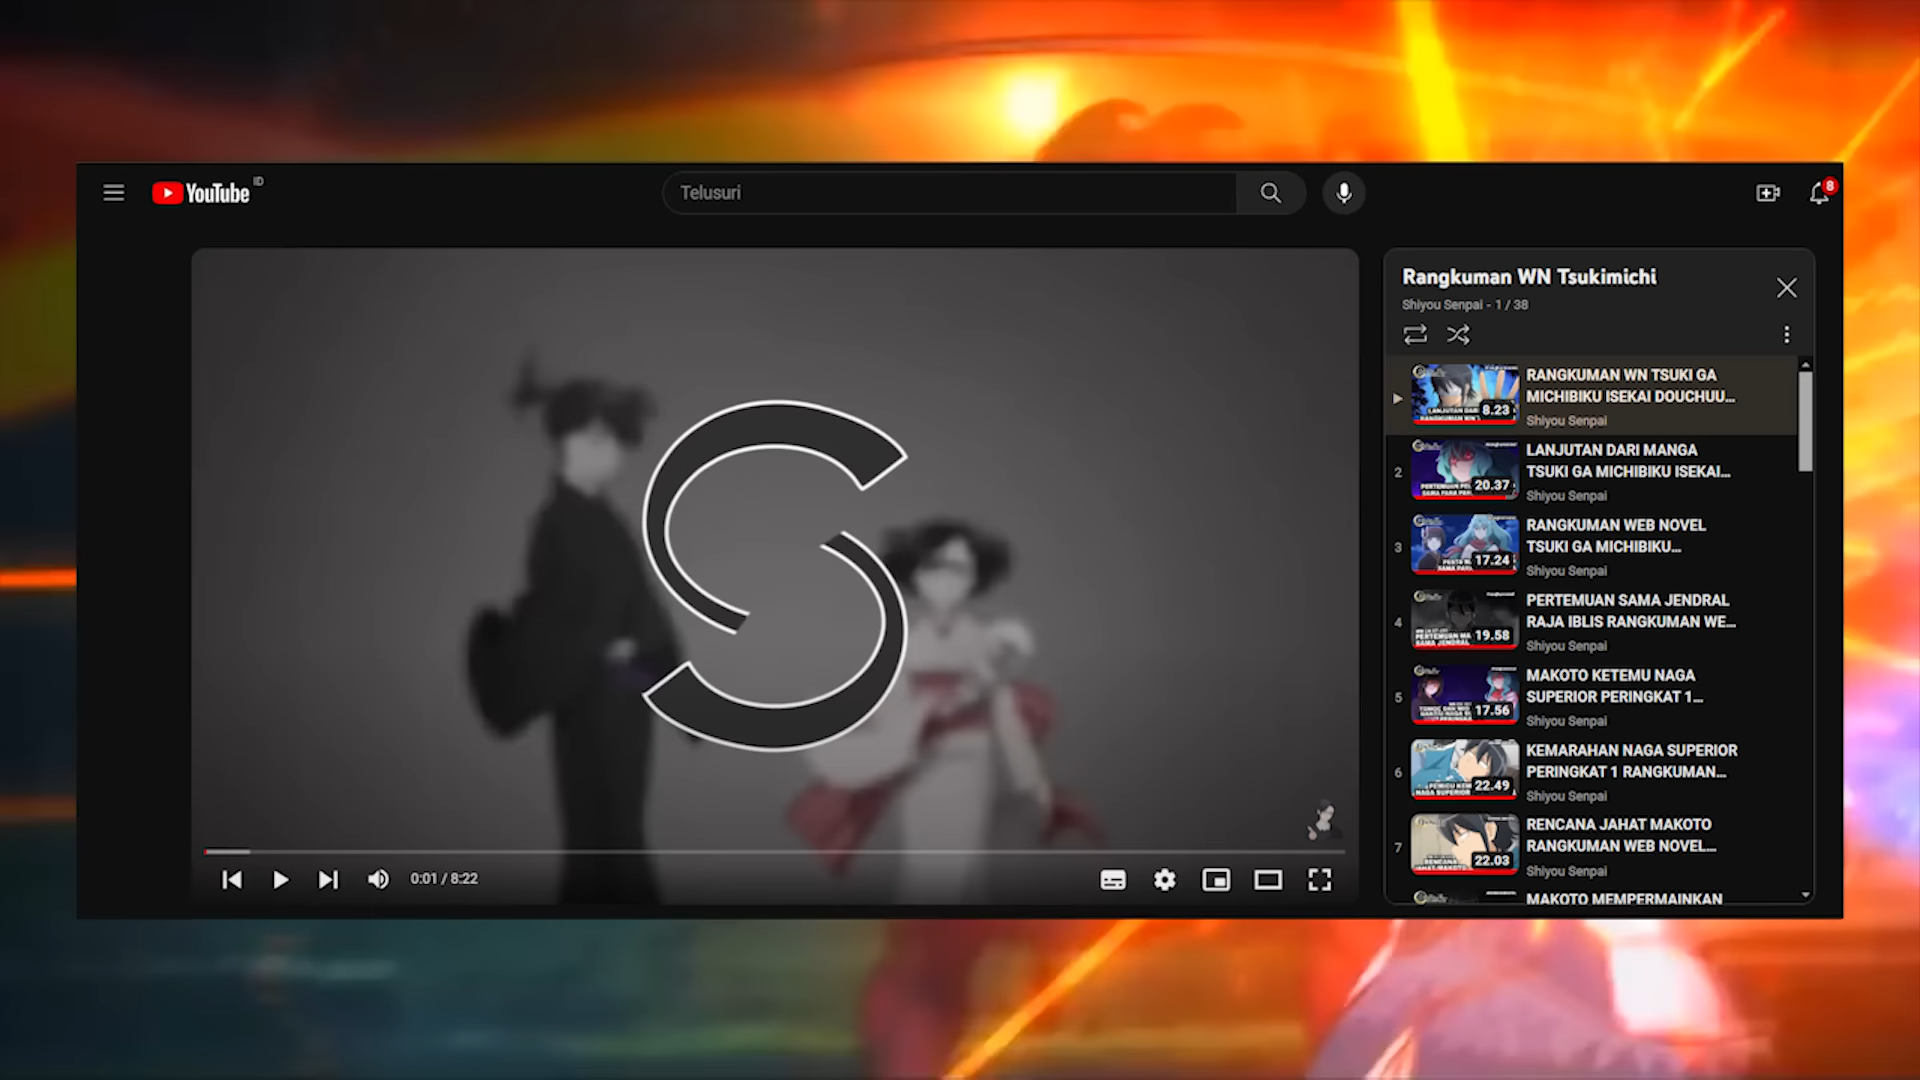 YouTube ID
Telusuri
8
Rangkuman WN Tsukimichi
Shiyou Senpai - 1 / 38
RANGKUMAN WN TSUKI GA
MICHIBIKU ISEKAI DOUCHUU...
Shiyou Senpai
8.23
2
LANJUTAN DARI MANGA
TSUKI GA MICHIBIKU ISEKAI...
Shiyou Senpai
20.37
3
RANGKUMAN WEB NOVEL
TSUKI GA MICHIBIKU...
Shiyou Senpai
17.24
4
PERTEMUAN SAMA JENDRAL
RAJA IBLIS RANGKUMAN WE...
Shiyou Senpai
19.58
5
MAKOTO KETEMU NAGA
SUPERIOR PERINGKAT 1...
Shiyou Senpai
17.56
6
KEMARAHAN NAGA SUPERIOR
PERINGKAT 1 RANGKUMAN...
Shiyou Senpai
22.49
7
RENCANA JAHAT MAKOTO
RANGKUMAN WEB NOVEL...
Shiyou Senpai
22.03
MAKOTO MEMPERMAINKAN
S
0:01 / 8:22